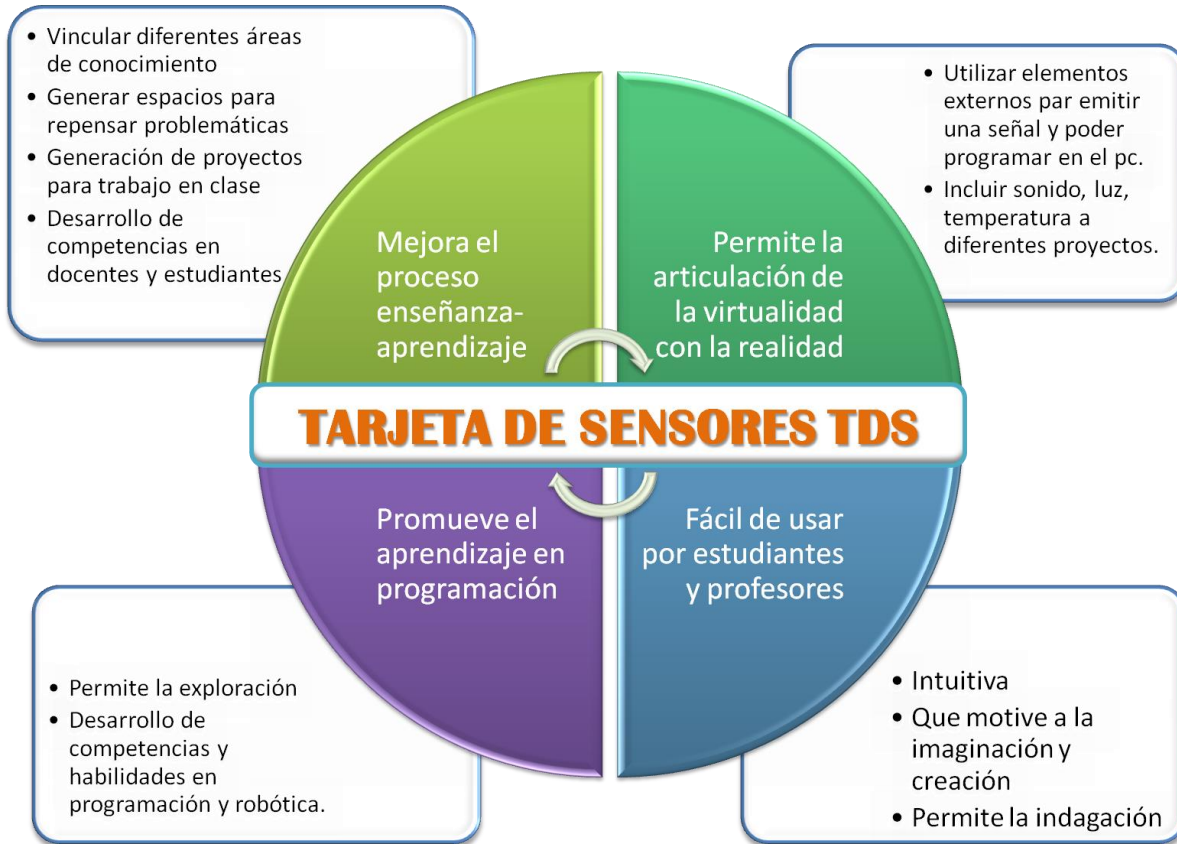 • Vincular diferentes áreas
de conocimiento
• Generar espacios para
repensar problemáticas
• Generación de proyectos
para trabajo en clase
• Desarrollo de
competencias en
docentes y estudiantes
• Utilizar elementos
externos par emitir
una señal y poder
programar en el pc.
• Incluir sonido, luz,
temperatura a
diferentes proyectos.
Mejora el
proceso
enseñanza-
aprendizaje
Permite la
articulación de
la virtualidad
con la realidad
TARJETA DE SENSORES TDS
Promueve el
aprendizaje en
programación
Fácil de usar
por estudiantes
y profesores
• Permite la exploración
• Desarrollo de
competencias y
habilidades en
programación y robótica.
• Intuitiva
• Que motive a la
imaginación y
creación
• Permite la indagación